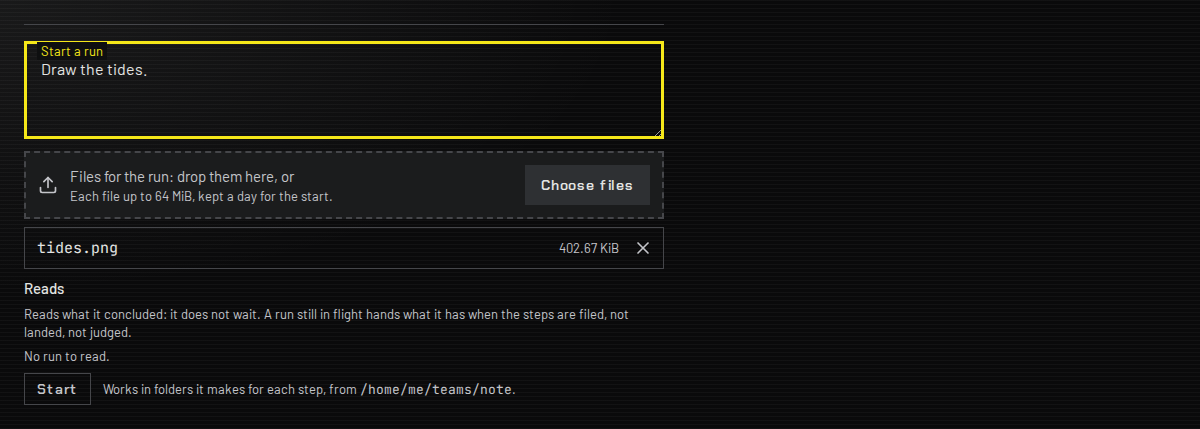 Start a run
Draw the tides.
Files for the run: drop them here, or
Each file up to 64 MiB, kept a day for the start.
Choose files
tides.png
402.67 KiB
Reads
Reads what it concluded: it does not wait. A run still in flight hands what it has when the steps are filed, not
landed, not judged.
No run to read.
Start
Works in folders it makes for each step, from /home/me/teams/note.